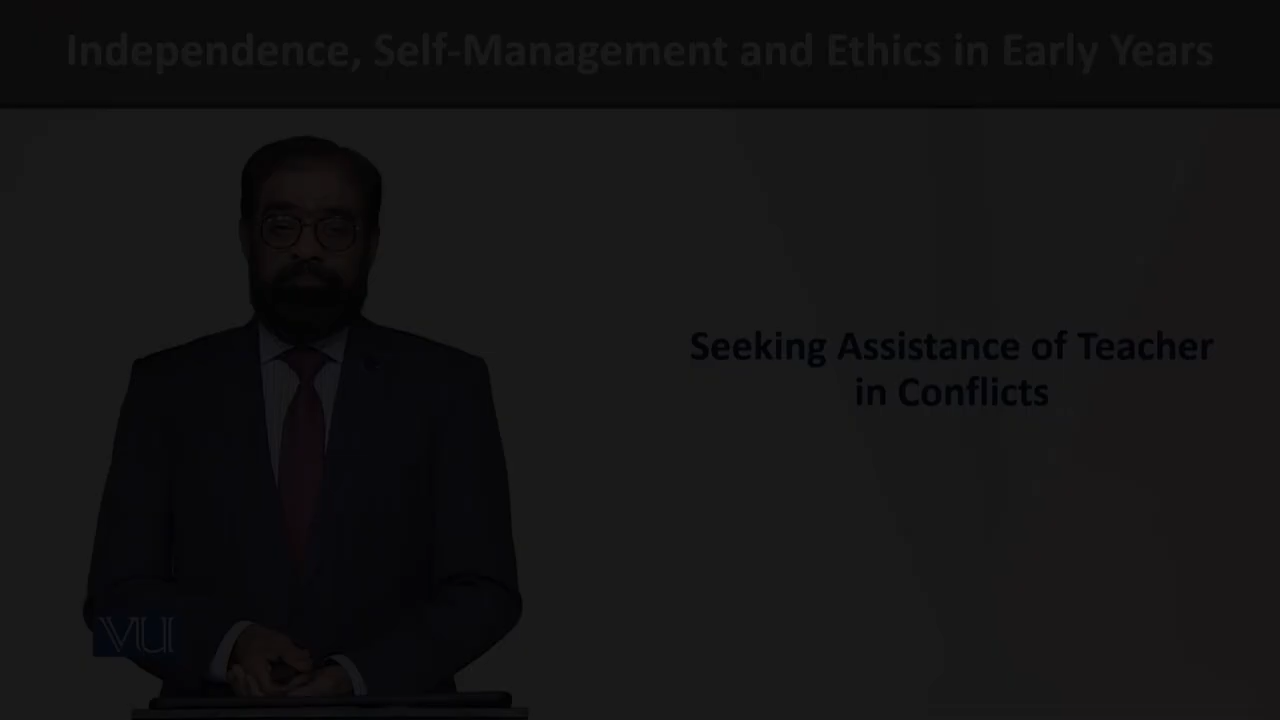 Independence, Self-Management and Ethics in Early Years
Seeking Assistance of Teacher
in Conflicts
VU